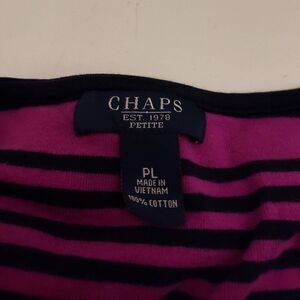 CHAPS
EST. 1978
PETITE
PL
MADE IN
VIETNAM
100% COTTON